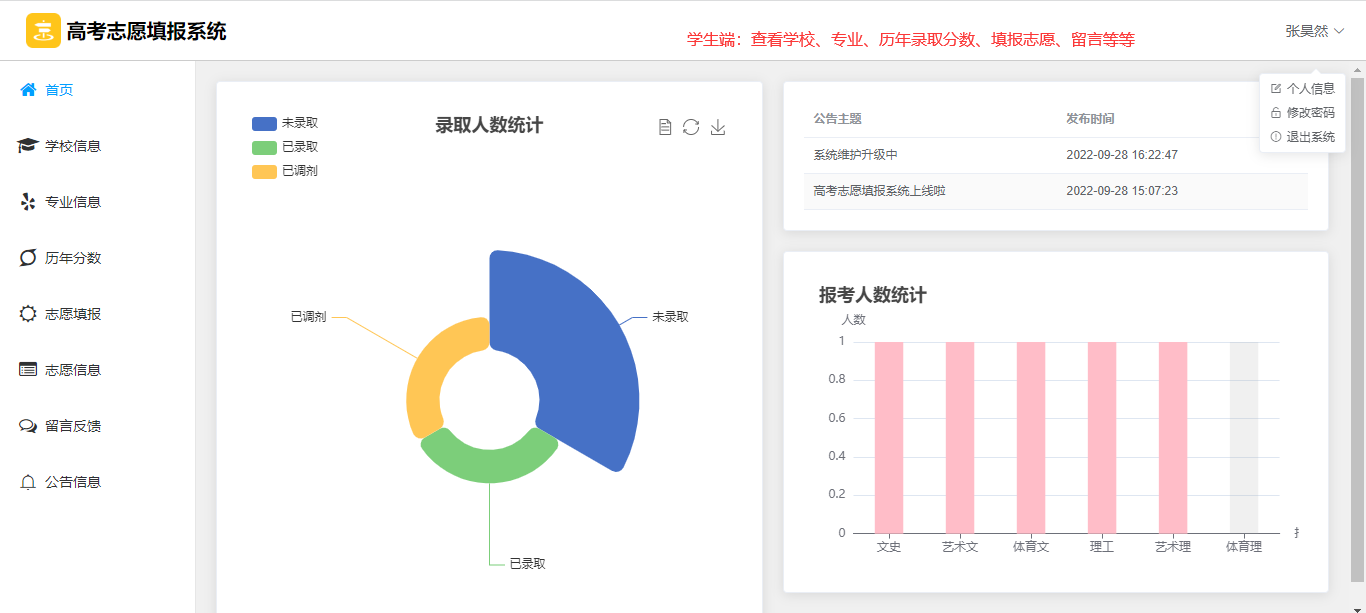 高考志愿填报系统
学生端：查看学校、专业、历年录取分数、填报志愿、留言等等
张昊然
个人信息
修改密码
退出系统
首页
学校信息
专业信息
历年分数
志愿填报
志愿信息
留言反馈
公告信息
录取人数统计
未录取
已录取
已调剂
已调剂
未录取
已录取
公告主题 发布时间
系统维护升级中 2022-09-28 16:22:47
高考志愿填报系统上线啦 2022-09-28 15:07:23
报考人数统计
人数
1
0.8
0.6
0.4
0.2
0
文史 艺术文 体育文 理工 艺术理 体育理